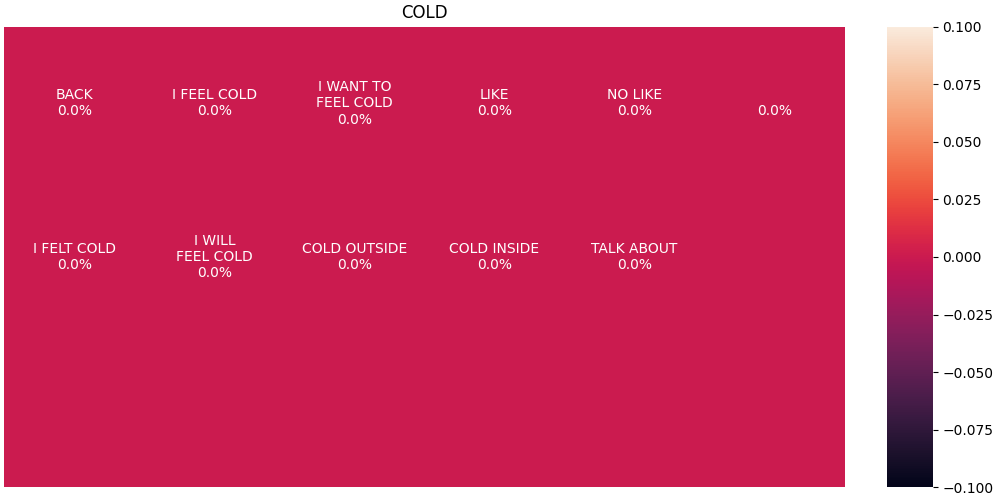 COLD
BACK
0.0%
I FEEL COLD
0.0%
I WANT TO
FEEL COLD
0.0%
LIKE
0.0%
NO LIKE
0.0%
0.0%
I FELT COLD
0.0%
I WILL
FEEL COLD
0.0%
COLD OUTSIDE
0.0%
COLD INSIDE
0.0%
TALK ABOUT
0.0%
0.100
0.075
0.050
0.025
0.000
−0.025
−0.050
−0.075
−0.100